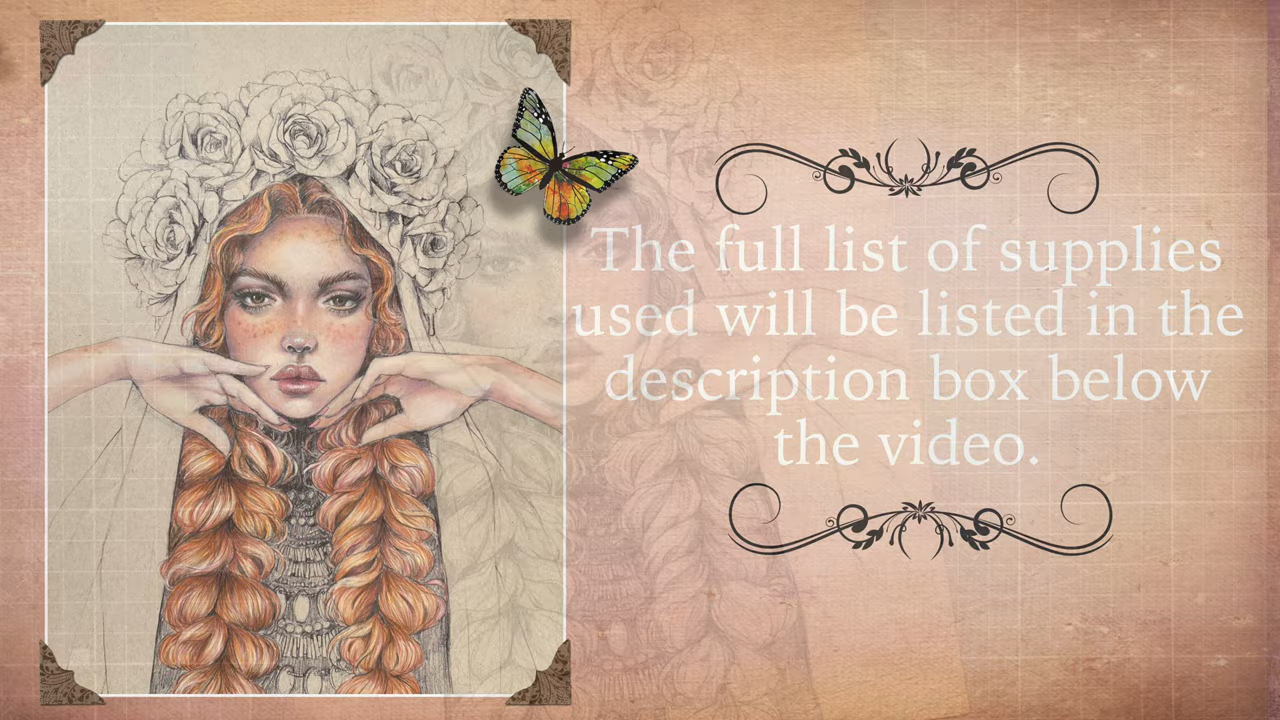 The full list of supplies
used will be listed in the
description box below
the video.